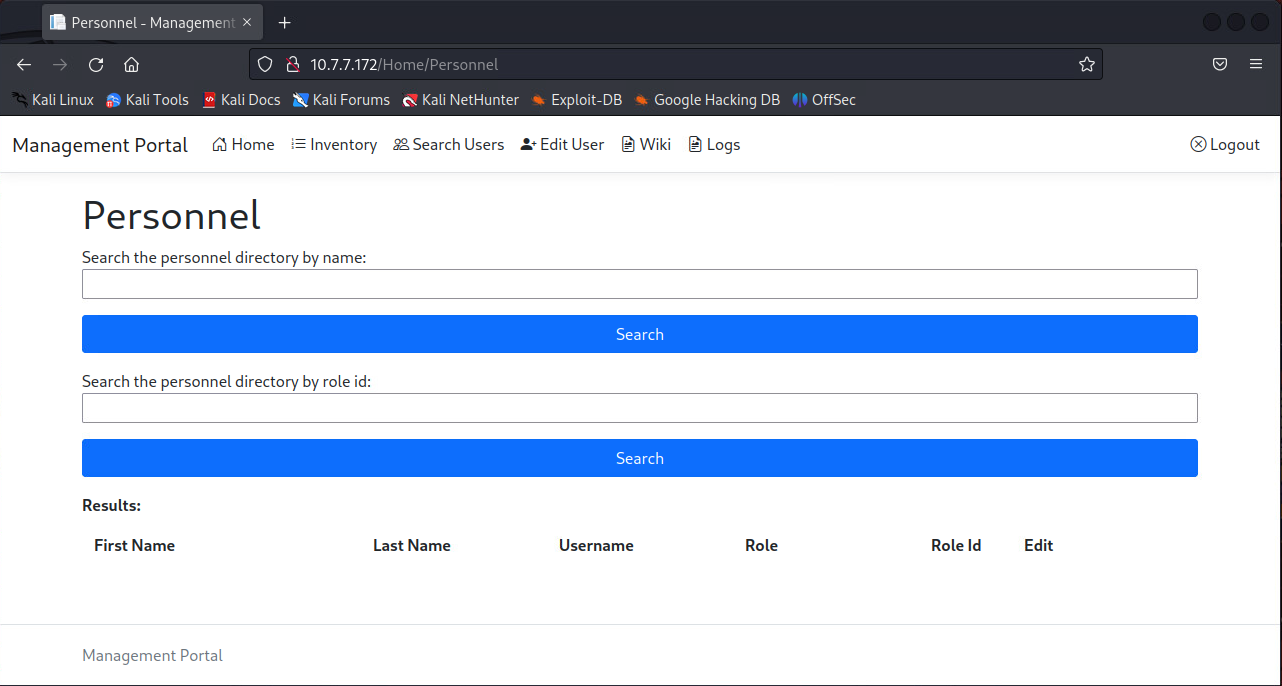 Personnel - Management
10.7.7.172/Home/Personnel
Kali Linux Kali Tools Kali Docs Kali Forums Kali NetHunter Exploit-DB Google Hacking DB OffSec
Management Portal Home Inventory Search Users Edit User Wiki Logs Logout
Personnel
Search the personnel directory by name:
Search
Search the personnel directory by role id:
Search
Results:
First Name Last Name Username Role Role Id Edit
Management Portal